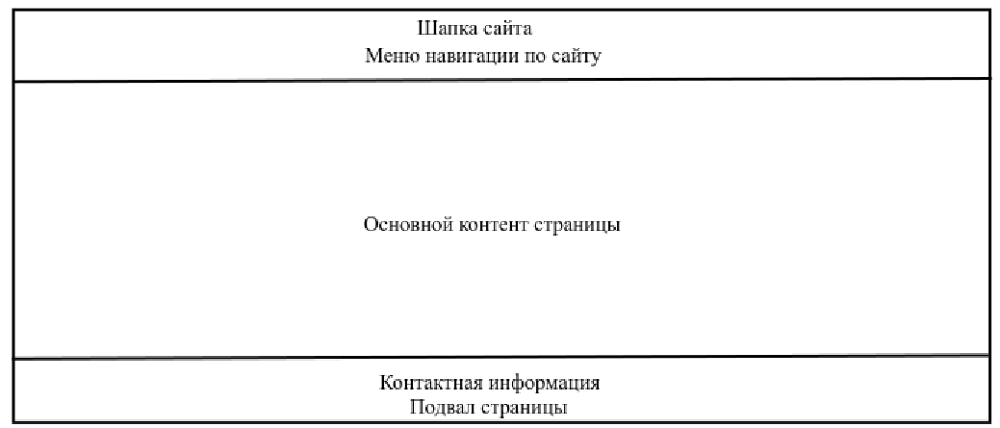 Шапка сайта
Меню навигации по сайту
Основной контент страницы
Контактная информация
Подвал страницы